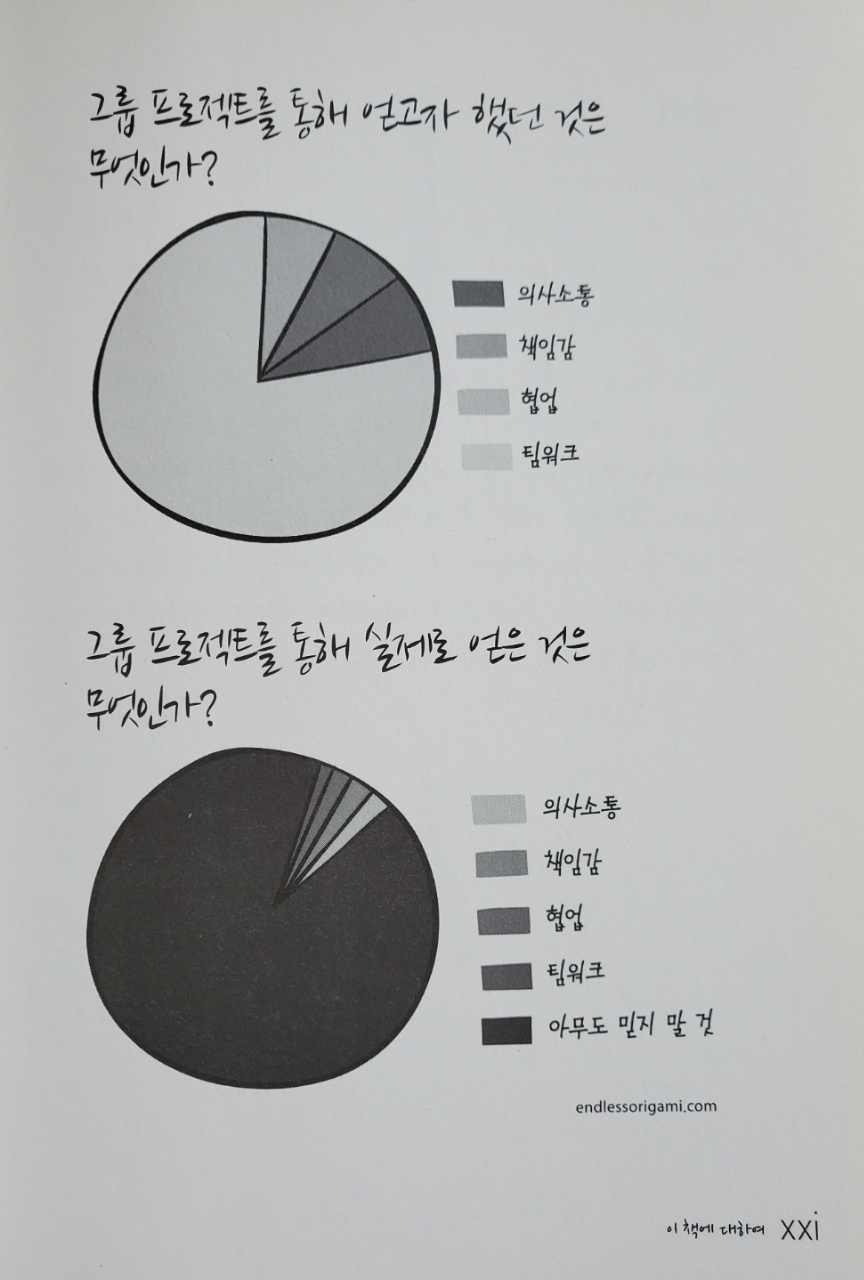 그룹 프로젝트를 통해 얻고자 했던 것은
무엇인가?
의사소통
책임감
협업
팀워크
그룹 프로젝트를 통해 실제로 얻은 것은
무엇인가?
의사소통
책임감
협업
팀워크
아무도 믿지 말 것
endlessorigami.com
이 책에 대하여 xxi